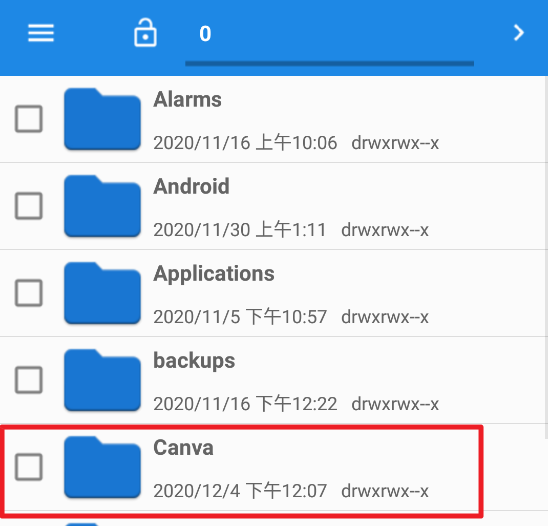 0
Alarms
2020/11/16 上午10:06 drwxrwx--x
Android
2020/11/30 上午1:11 drwxrwx--x
Applications
2020/11/5 下午10:57 drwxrwx--x
backups
2020/11/16 下午12:22 drwxrwx--x
Canva
2020/12/4 下午12:07 drwxrwx--x